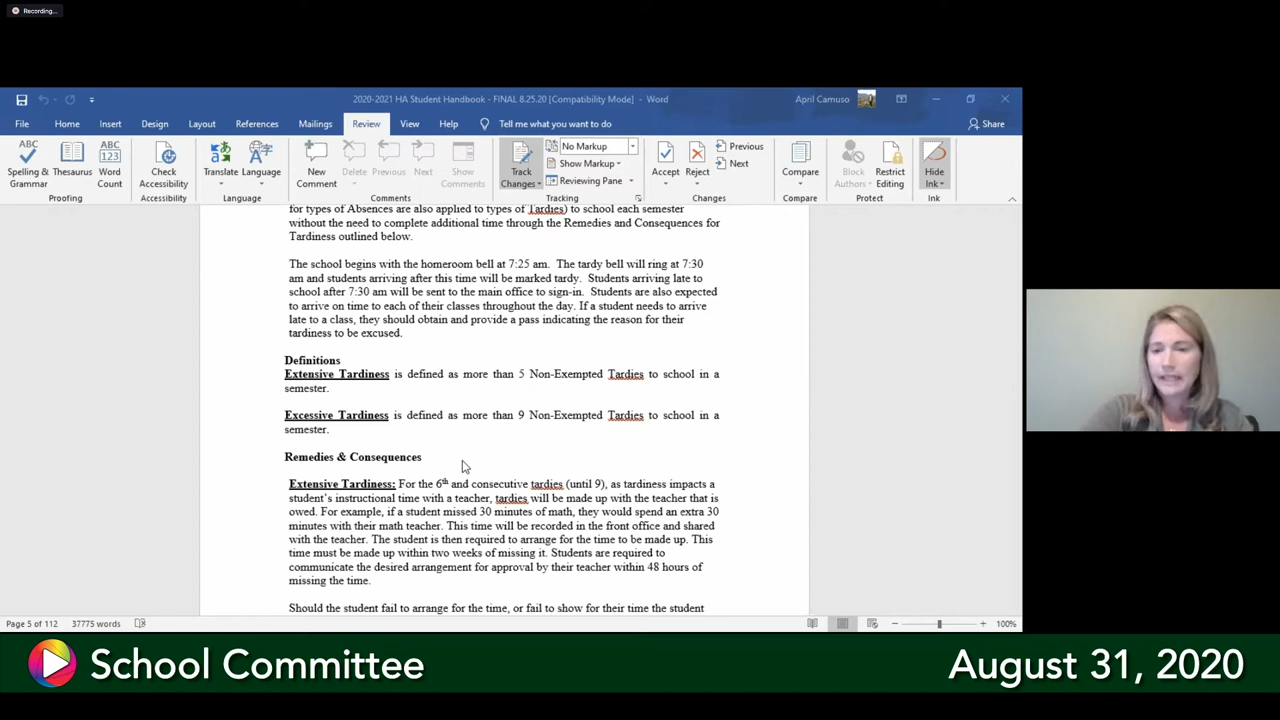 Recording...
2020-2021 HA Student Handbook - FINAL 8.25.20 [Compatibility Mode] - Word
April Camuso
File Home Insert Design Layout References Mailings Review View Help Tell me what you want to do
Share
ABC
Spelling & Grammar
Thesaurus
ABC
123
Word Count
Proofing
Check Accessibility
Accessibility
Translate
Language
Language
New Comment
Delete
Previous
Next
Show Comments
Comments
Track Changes
No Markup
Show Markup
Reviewing Pane
Tracking
Accept
Reject
Previous
Next
Changes
Compare
Compare
Block Authors
Restrict Editing
Protect
Hide Ink
Ink
for types of Absences are also applied to types of Tardies) to school each semester
without the need to complete additional time through the Remedies and Consequences for
Tardiness outlined below.
The school begins with the homeroom bell at 7:25 am. The tardy bell will ring at 7:30
am and students arriving after this time will be marked tardy. Students arriving late to
school after 7:30 am will be sent to the main office to sign-in. Students are also expected
to arrive on time to each of their classes throughout the day. If a student needs to arrive
late to a class, they should obtain and provide a pass indicating the reason for their
tardiness to be excused.
Definitions
Extensive Tardiness is defined as more than 5 Non-Exempted Tardies to school in a
semester.
Excessive Tardiness is defined as more than 9 Non-Exempted Tardies to school in a
semester.
Remedies & Consequences
Extensive Tardiness: For the 6th and consecutive tardies (until 9), as tardiness impacts a
student's instructional time with a teacher, tardies will be made up with the teacher that is
owed. For example, if a student missed 30 minutes of math, they would spend an extra 30
minutes with their math teacher. This time will be recorded in the front office and shared
with the teacher. The student is then required to arrange for the time to be made up. This
time must be made up within two weeks of missing it. Students are required to
communicate the desired arrangement for approval by their teacher within 48 hours of
missing the time.
Should the student fail to arrange for the time, or fail to show for their time the student
Page 5 of 112 37775 words
100%
School Committee
August 31, 2020